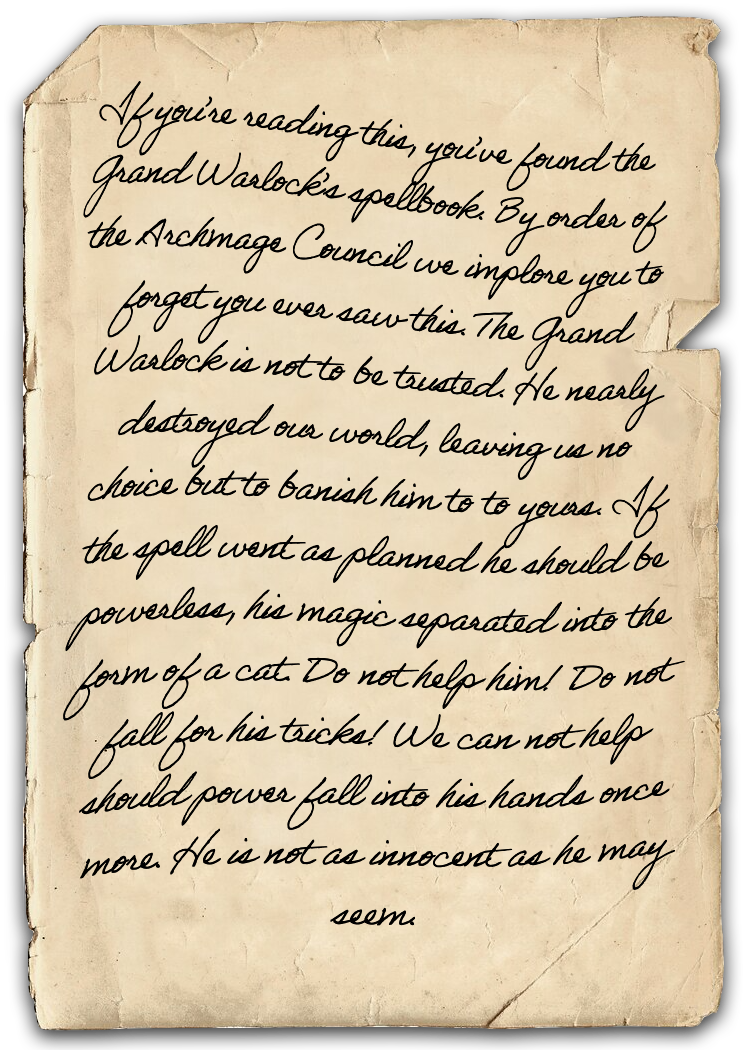 If you're reading this, you've found the
Grand Warlock's spellbook. By order of
the Archmage Council we implore you to
forget you ever saw this. The Grand
Warlock is not to be trusted. He nearly
destroyed our world, leaving us no
choice but to banish him to to yours. If
the spell went as planned he should be
powerless, his magic separated into the
form of a cat. Do not help him! Do not
fall for his tricks! We can not help
should power fall into his hands once
more. He is not as innocent as he may
seem.